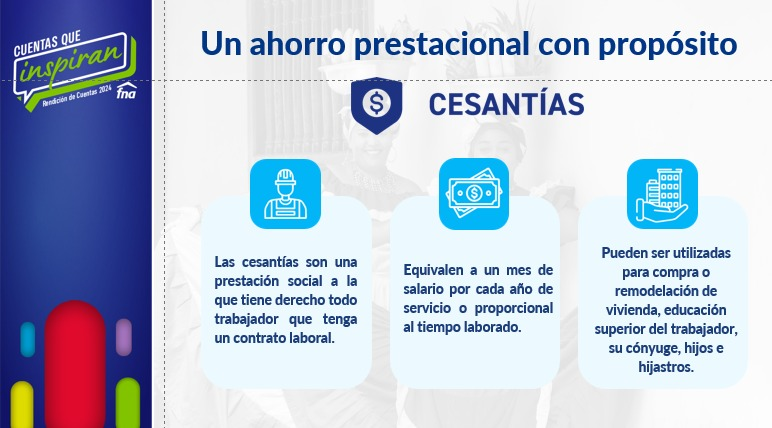 CUENTAS QUE
inspiran
Rendición de Cuentas 2024
fna
Un ahorro prestacional con propósito
$
CESANTÍAS
Las cesantías son una
prestación social a la
que tiene derecho todo
trabajador que tenga
un contrato laboral.
$
Equivalen a un mes de
salario por cada año de
servicio o proporcional
al tiempo laborado.
Pueden ser utilizadas
para compra o
remodelación de
vivienda, educación
superior del trabajador,
su cónyuge, hijos e
hijastros.